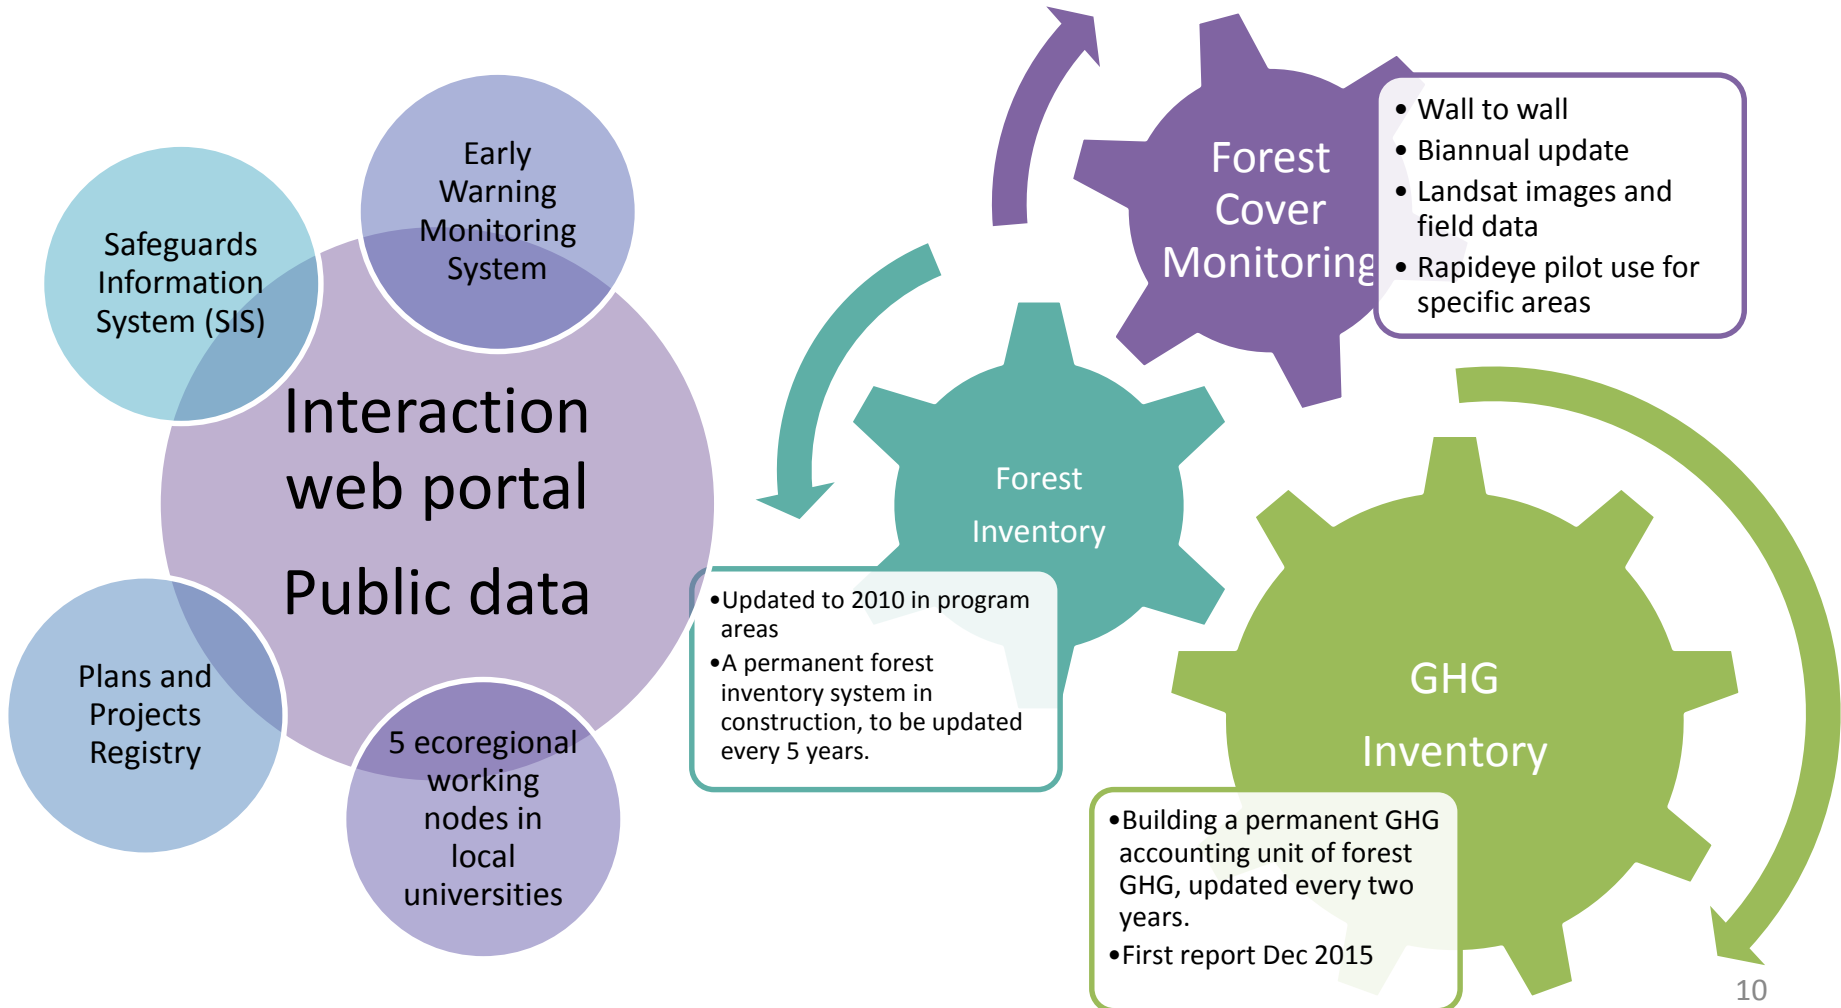 Early
Warning
Monitoring
System
Safeguards
Information
System (SIS)
Interaction
web portal
Public data
Plans and
Projects
Registry
5 ecoregional
working
nodes in
local
universities
Forest
Cover
Monitoring
• Wall to wall
• Biannual update
• Landsat images and
field data
• Rapideye pilot use for
specific areas
Forest
Inventory
•Updated to 2010 in program
areas
•A permanent forest
inventory system in
construction, to be updated
every 5 years.
GHG
Inventory
•Building a permanent GHG
accounting unit of forest
GHG, updated every two
years.
•First report Dec 2015
10